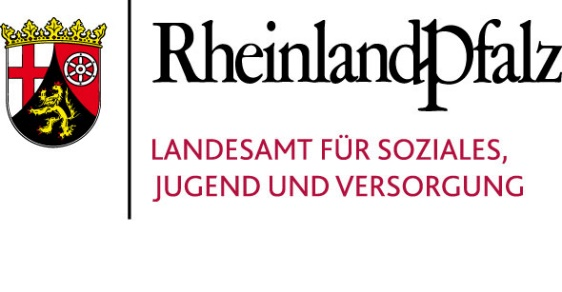 RheinlandPfalz
LANDESAMT FÜR SOZIALES,
JUGEND UND VERSORGUNG